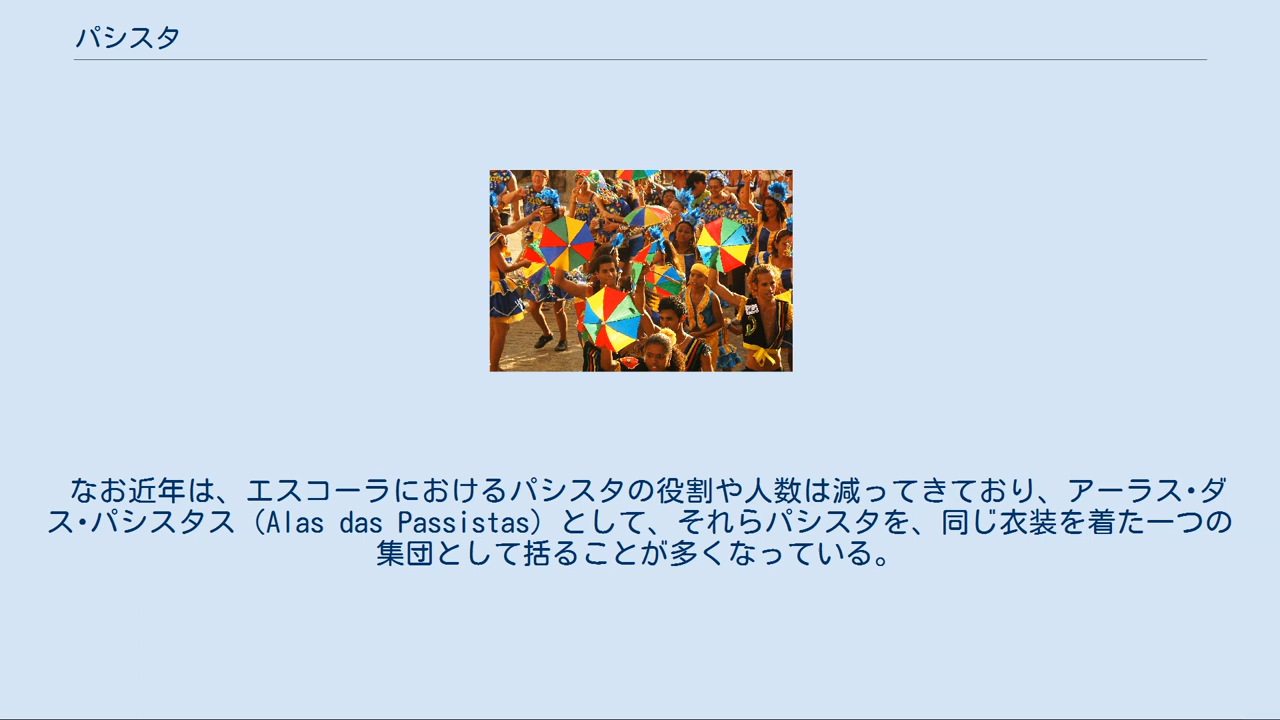 パシスタ
なお近年は、エスコーラにおけるパシスタの役割や人数は減ってきており、アーラス・ダ
ス・パシスタス（Alas das Passistas）として、それらパシスタを、同じ衣装を着た一つの
集団として括ることが多くなっている。